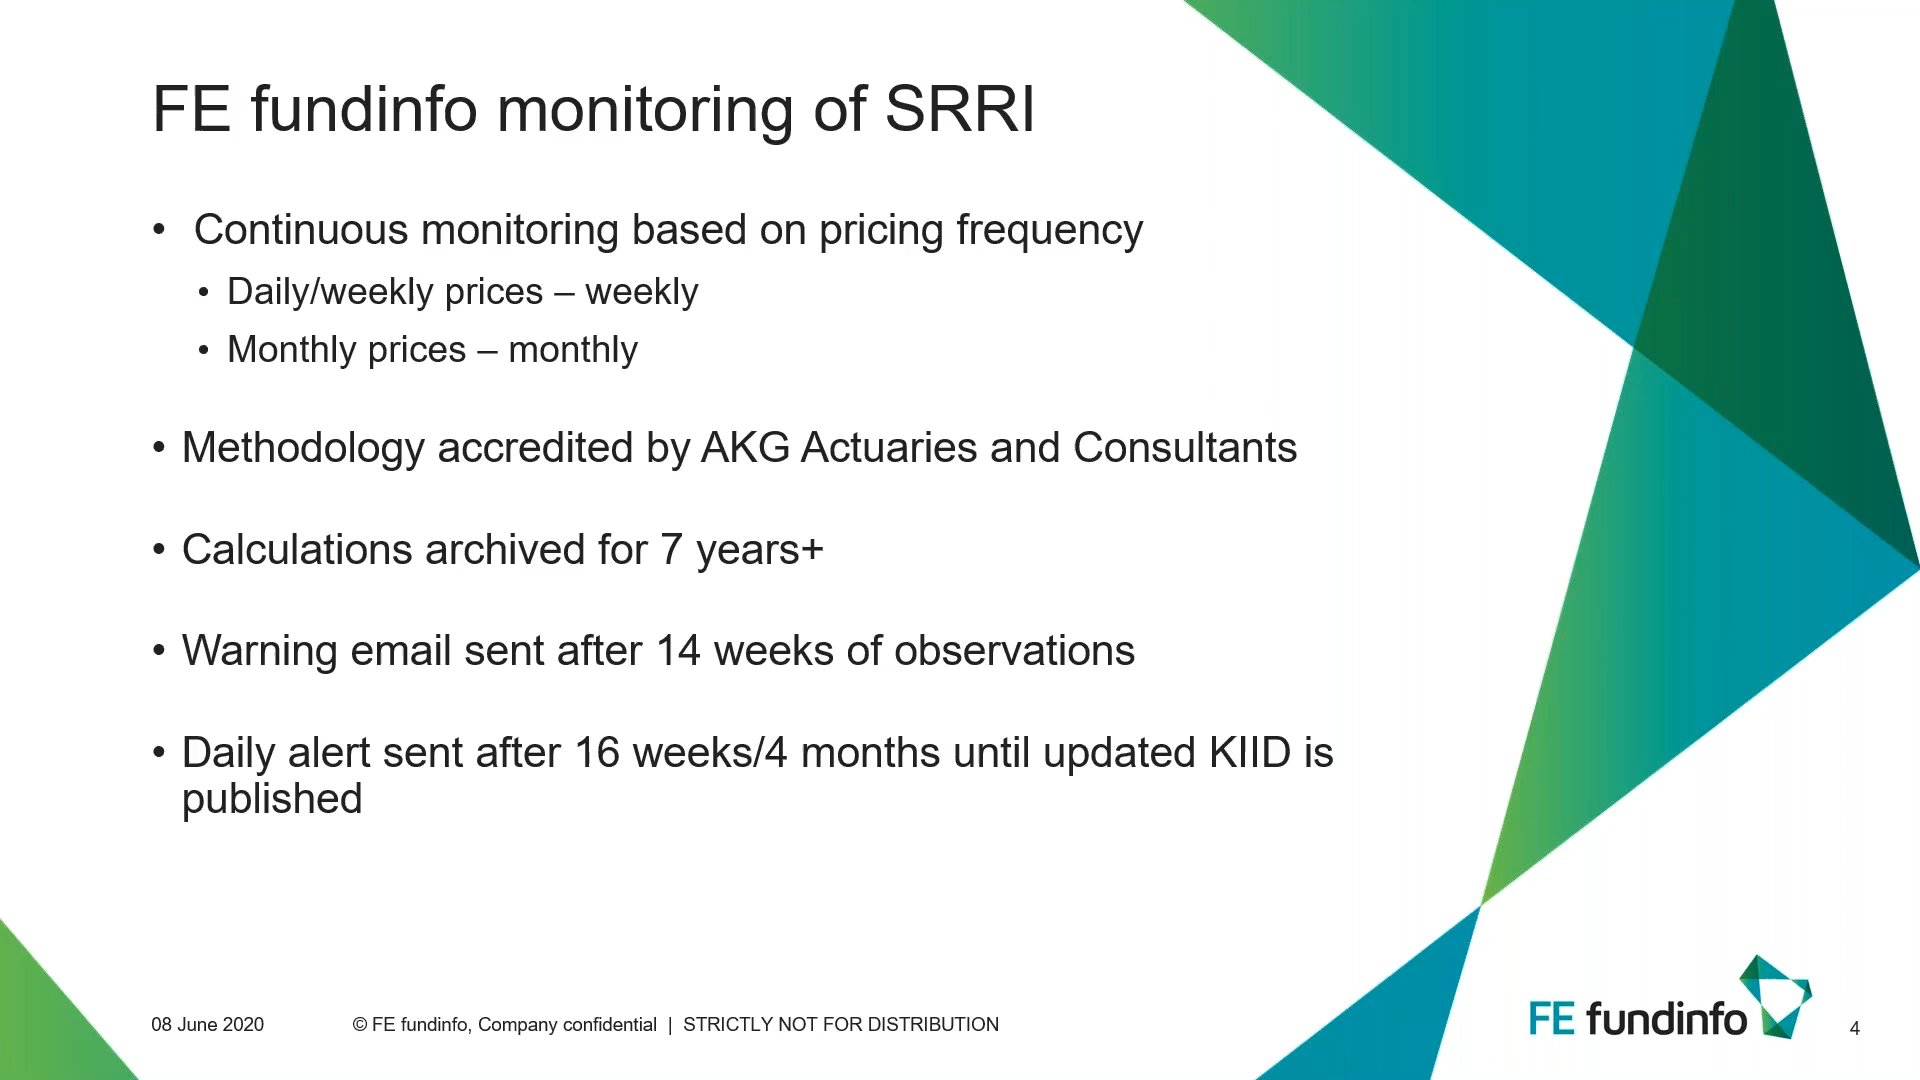 FE fundinfo monitoring of SRRI
• Continuous monitoring based on pricing frequency
• Daily/weekly prices – weekly
• Monthly prices – monthly
• Methodology accredited by AKG Actuaries and Consultants
• Calculations archived for 7 years+
• Warning email sent after 14 weeks of observations
• Daily alert sent after 16 weeks/4 months until updated KIID is
published
08 June 2020
© FE fundinfo, Company confidential | STRICTLY NOT FOR DISTRIBUTION
FE fundinfo
4